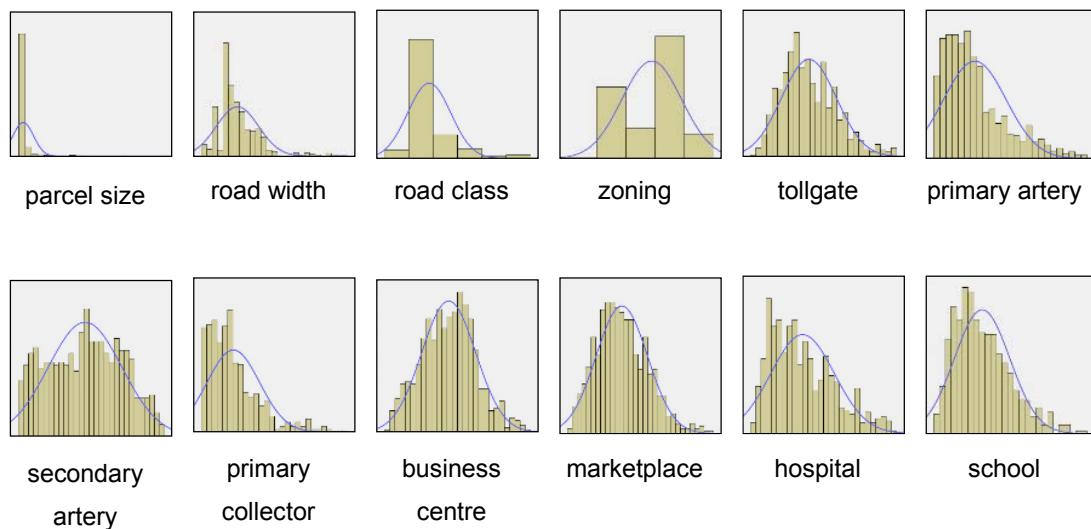 parcel size
road width
road class
zoning
tollgate
primary artery
secondary
artery
primary
collector
business
centre
marketplace
hospital
school